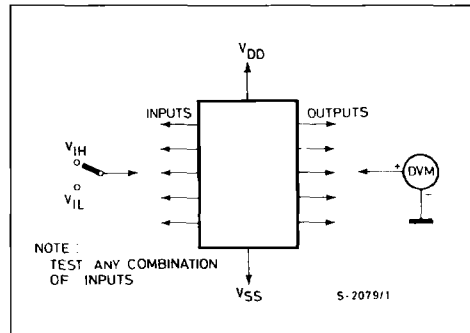 VDD
INPUTS
OUTPUTS
VIH
VIL
+ DVM
−
NOTE :
TEST ANY COMBINATION
OF INPUTS
VSS
S-2079/1